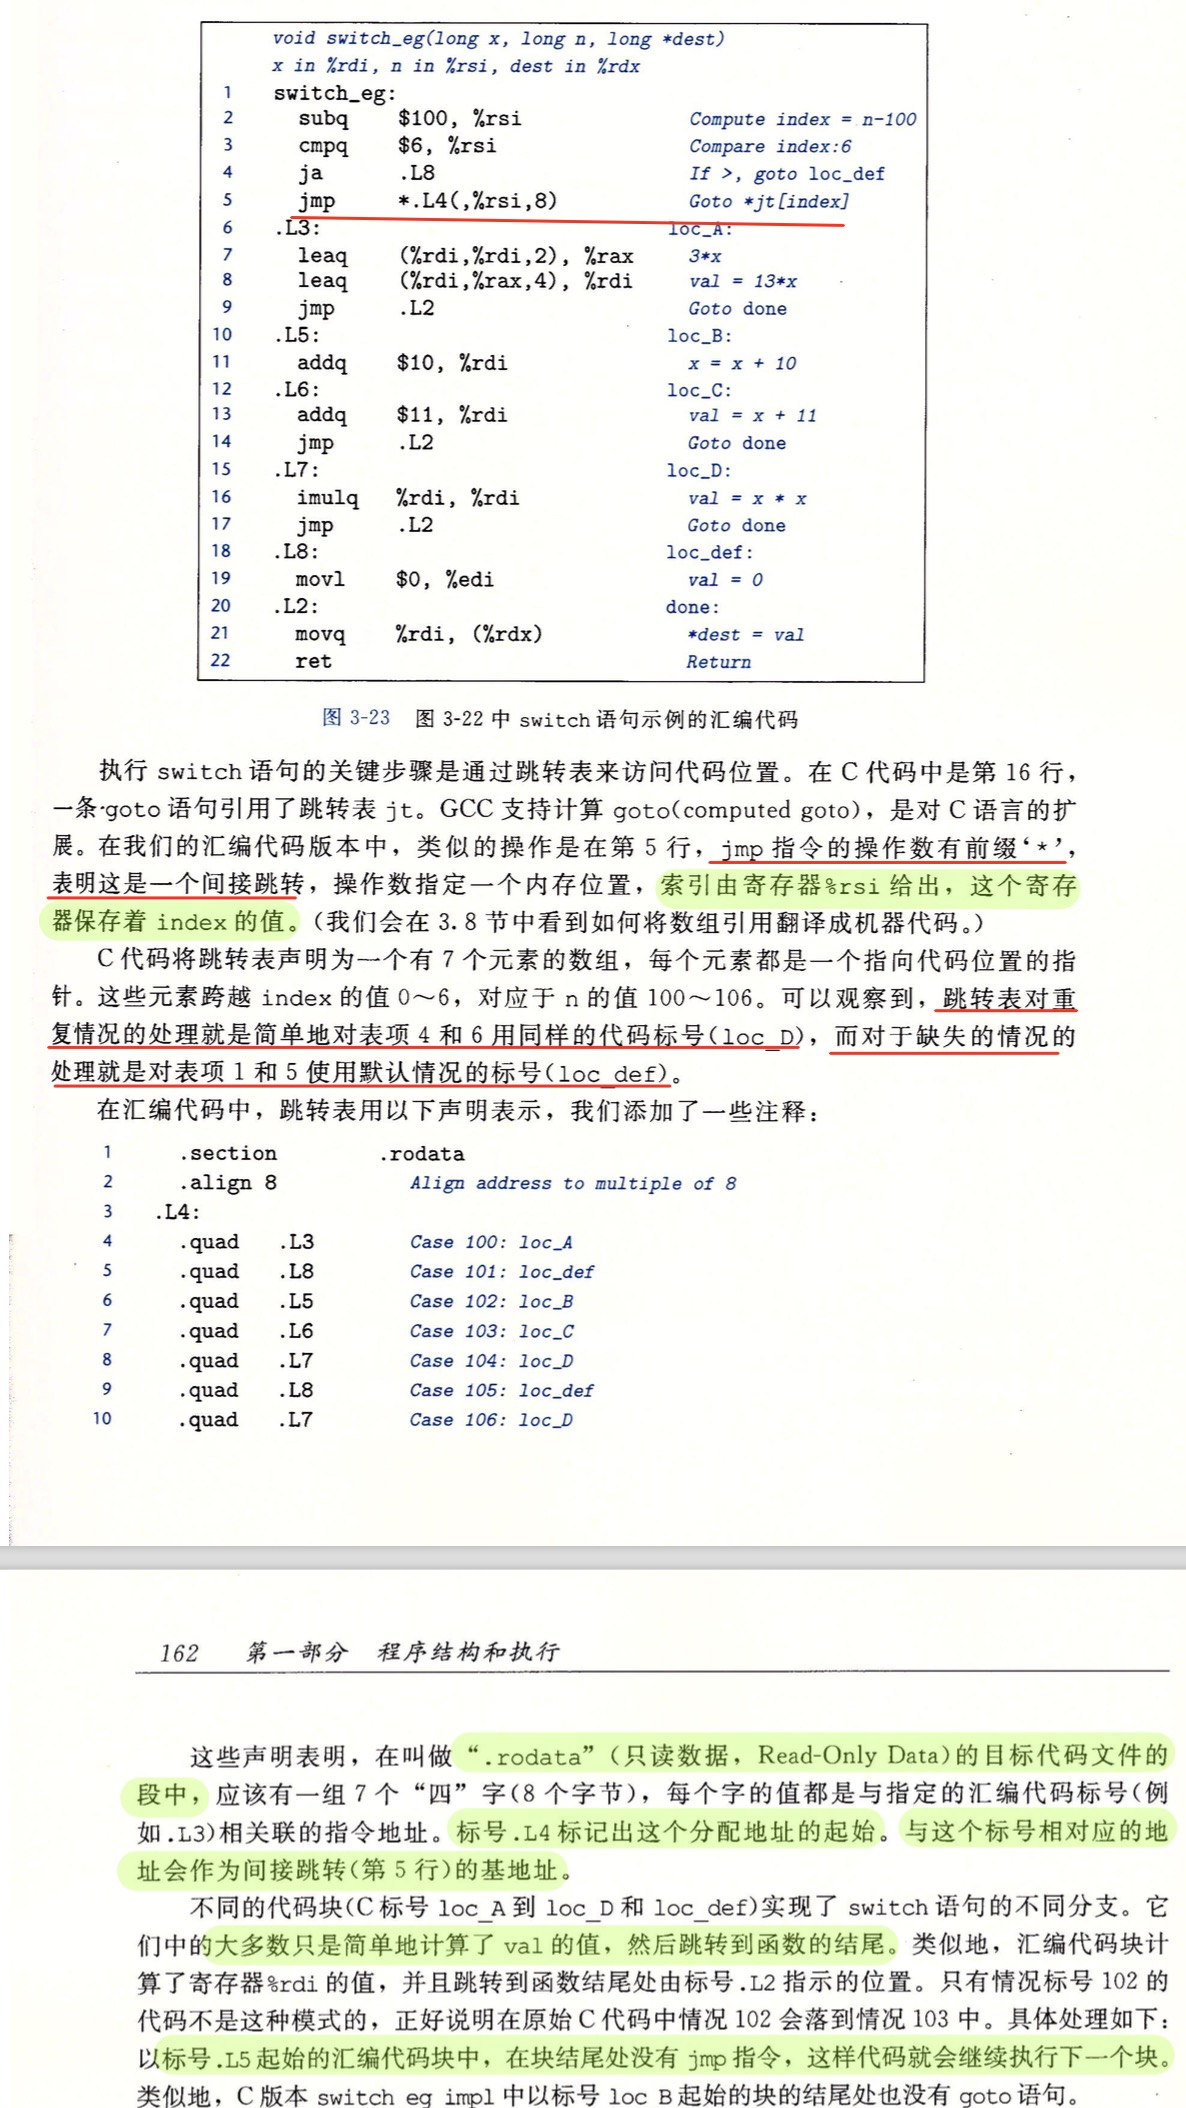 void switch_eg(long x, long n, long *dest)
x in %rdi, n in %rsi, dest in %rdx
1 switch_eg:
2 subq $100, %rsi Compute index = n-100
3 cmpq $6, %rsi Compare index:6
4 ja .L8 If >, goto loc_def
5 jmp *.L4(,%rsi,8) Goto *jt[index]
6 .L3: loc_A:
7 leaq (%rdi,%rdi,2), %rax 3*x
8 leaq (%rdi,%rax,4), %rdi val = 13*x
9 jmp .L2 Goto done
10 .L5: loc_B:
11 addq $10, %rdi x = x + 10
12 .L6: loc_C:
13 addq $11, %rdi val = x + 11
14 jmp .L2 Goto done
15 .L7: loc_D:
16 imulq %rdi, %rdi val = x * x
17 jmp .L2 Goto done
18 .L8: loc_def:
19 movl $0, %edi val = 0
20 .L2: done:
21 movq %rdi, (%rdx) *dest = val
22 ret Return
图 3-23 图 3-22 中 switch 语句示例的汇编代码
执行 switch 语句的关键步骤是通过跳转表来访问代码位置。在 C 代码中是第 16 行，
一条 goto 语句引用了跳转表 jt。GCC 支持计算 goto(computed goto)，是对 C 语言的扩
展。在我们的汇编代码版本中，类似的操作是在第 5 行，jmp 指令的操作数有前缀‘*’，
表明这是一个间接跳转，操作数指定一个内存位置，索引由寄存器%rsi 给出，这个寄存
器保存着 index 的值。(我们会在 3.8 节中看到如何将数组引用翻译成机器代码。)
C 代码将跳转表声明为一个有 7 个元素的数组，每个元素都是一个指向代码位置的指
针。这些元素跨越 index 的值 0～6，对应于 n 的值 100～106。可以观察到，跳转表对重
复情况的处理就是简单地对表项 4 和 6 用同样的代码标号(loc_D)，而对于缺失的情况的
处理就是对表项 1 和 5 使用默认情况的标号(loc_def)。
在汇编代码中，跳转表用以下声明表示，我们添加了一些注释：
1 .section .rodata
2 .align 8 Align address to multiple of 8
3 .L4:
4 .quad .L3 Case 100: loc_A
5 .quad .L8 Case 101: loc_def
6 .quad .L5 Case 102: loc_B
7 .quad .L6 Case 103: loc_C
8 .quad .L7 Case 104: loc_D
9 .quad .L8 Case 105: loc_def
10 .quad .L7 Case 106: loc_D
162 第一部分 程序结构和执行
这些声明表明，在叫做“.rodata”(只读数据，Read-Only Data)的目标代码文件的
段中，应该有一组 7 个“四”字(8 个字节)，每个字的值都是与指定的汇编代码标号(例
如.L3)相关联的指令地址。标号.L4 标记出这个分配地址的起始。与这个标号相对应的地
址会作为间接跳转(第 5 行)的基地址。
不同的代码块(C 标号 loc_A 到 loc_D 和 loc_def)实现了 switch 语句的不同分支。它
们中的大多数只是简单地计算了 val 的值，然后跳转到函数的结尾。类似地，汇编代码块计
算了寄存器%rdi 的值，并且跳转到函数结尾处由标号.L2 指示的位置。只有情况标号 102 的
代码不是这种模式的，正好说明在原始 C 代码中情况 102 会落到情况 103 中。具体处理如下：
以标号.L5 起始的汇编代码块中，在块结尾处没有 jmp 指令，这样代码就会继续执行下一个块。
类似地，C 版本 switch_eg_impl 中以标号 loc_B 起始的块的结尾处也没有 goto 语句。